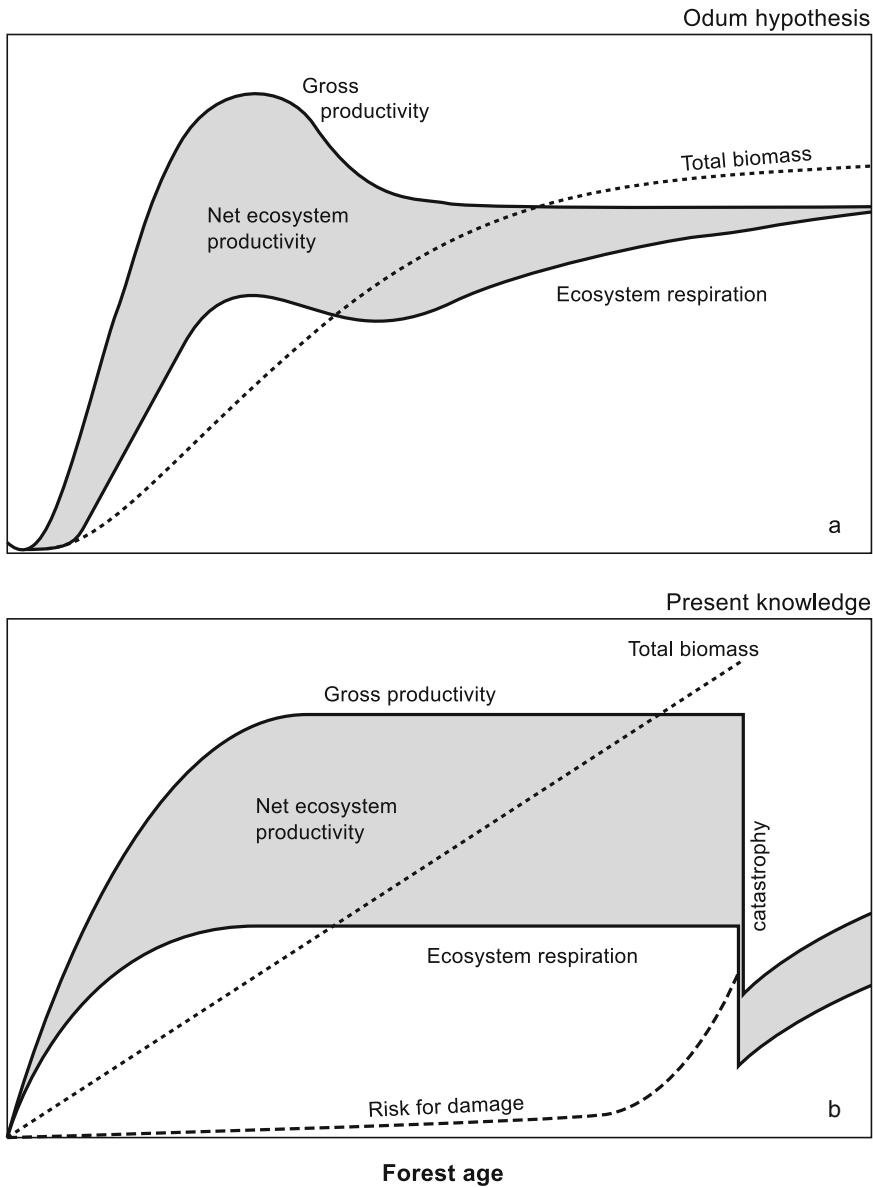 Odum hypothesis
Gross
productivity
Total biomass
Net ecosystem
productivity
Ecosystem respiration
a
Present knowledge
Total biomass
Gross productivity
Net ecosystem
productivity
catastrophy
Ecosystem respiration
Risk for damage
b
Forest age